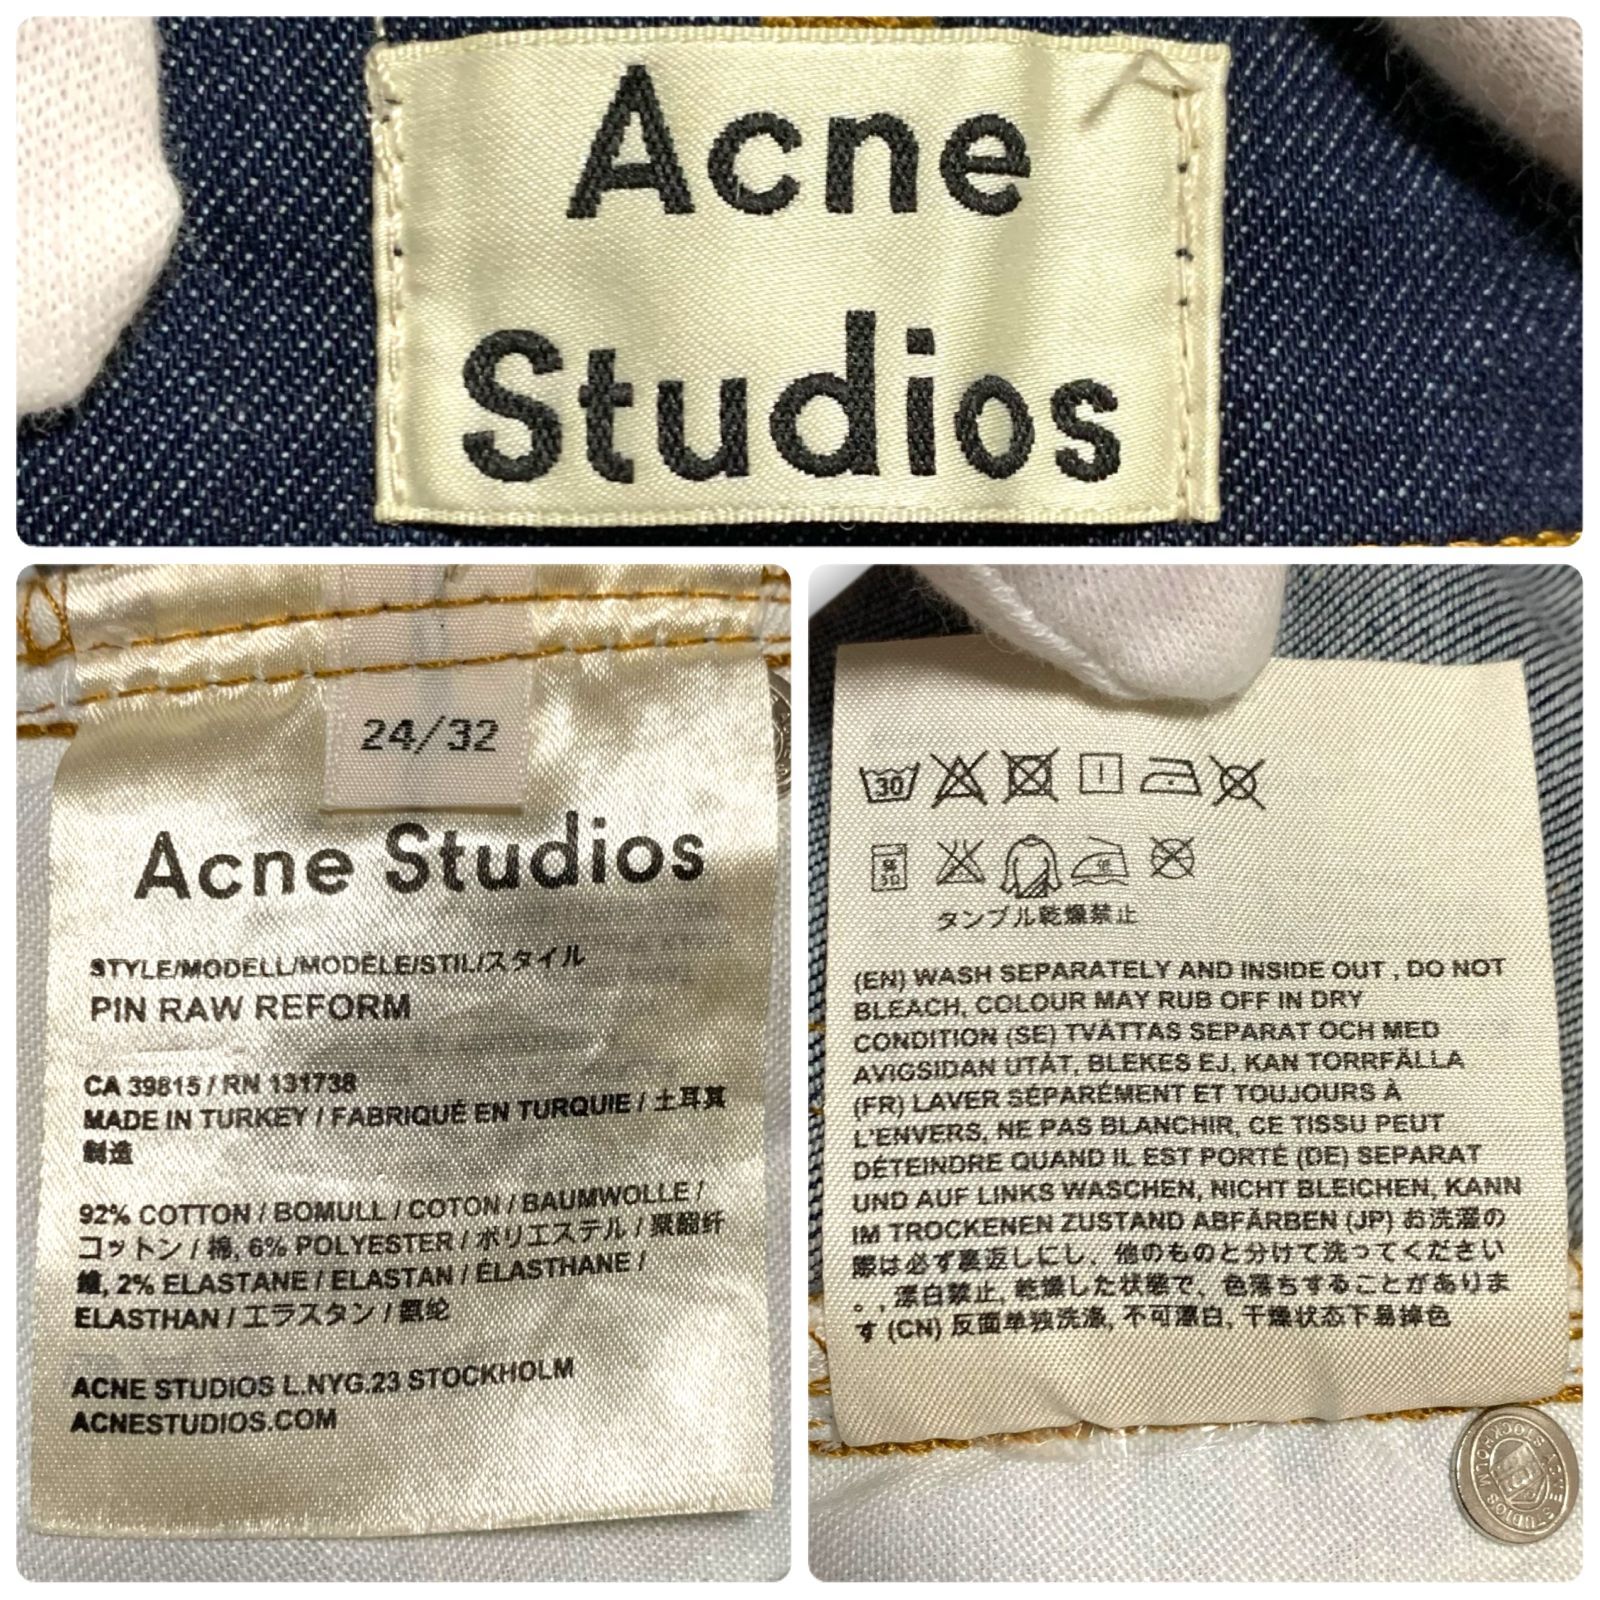 Acne
Studios
24/32
Acne Studios
STYLE/MODELL/MODÈLE/STIL/スタイル
PIN RAW REFORM
CA 39815 / RN 131738
MADE IN TURKEY / FABRIQUÉ EN TURQUIE / 土耳其
制造
92% COTTON / BOMULL / COTON / BAUMWOLLE /
コットン / 棉, 6% POLYESTER / ポリエステル / 聚酯纤
維, 2% ELASTANE / ELASTAN / ÉLASTHANE /
ELASTHAN / エラスタン / 氨纶
ACNE STUDIOS L.NYG.23 STOCKHOLM
ACNESTUDIOS.COM
30
タンブル乾燥禁止
(EN) WASH SEPARATELY AND INSIDE OUT , DO NOT
BLEACH, COLOUR MAY RUB OFF IN DRY
CONDITION (SE) TVÄTTAS SEPARAT OCH MED
AVIGSIDAN UTÅT, BLEKES EJ, KAN TORRFÄLLA
(FR) LAVER SÉPARÉMENT ET TOUJOURS À
L'ENVERS, NE PAS BLANCHIR, CE TISSU PEUT
DÉTEINDRE QUAND IL EST PORTÉ (DE) SEPARAT
UND AUF LINKS WASCHEN, NICHT BLEICHEN, KANN
IM TROCKENEN ZUSTAND ABFÄRBEN (JP) お洗濯の
際は必ず裏返しにし、他のものと分けて洗ってください
。, 漂白禁止, 乾燥した状態で、色落ちすることがありま
す (CN) 反面单独洗涤, 不可漂白, 干燥状态下易掉色
ACNE STUDIOS STOCKHOLM